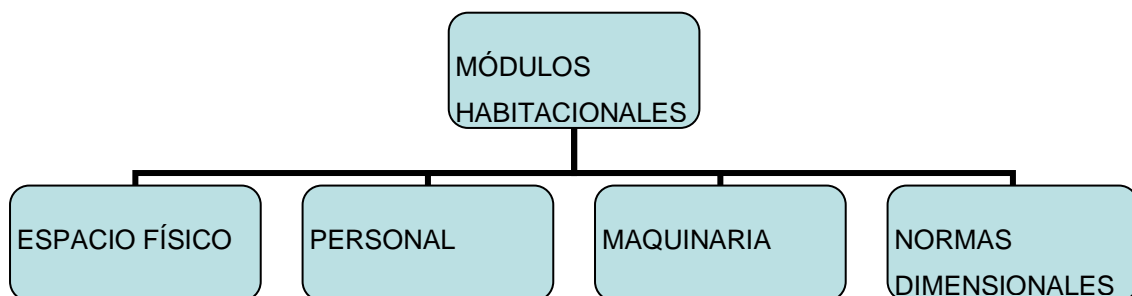 MÓDULOS
HABITACIONALES
ESPACIO FÍSICO
PERSONAL
MAQUINARIA
NORMAS
DIMENSIONALES